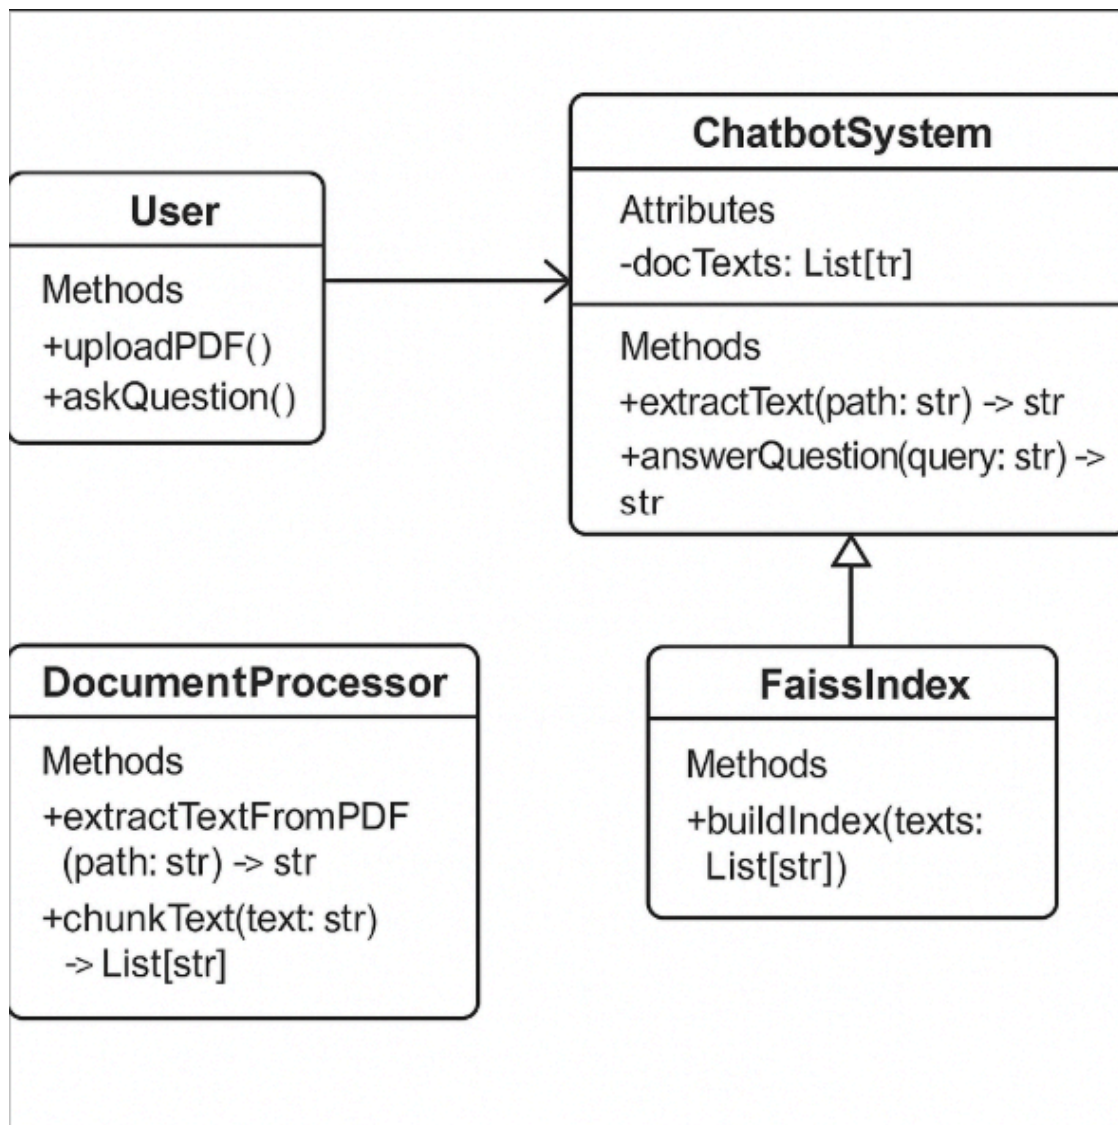 ChatbotSystem
Attributes
-docTexts: List[tr]
Methods
+extractText(path: str) -> str
+answerQuestion(query: str) ->
str
User
Methods
+uploadPDF()
+askQuestion()
DocumentProcessor
Methods
+extractTextFromPDF
(path: str) -> str
+chunkText(text: str)
-> List[str]
FaissIndex
Methods
+buildIndex(texts:
List[str])